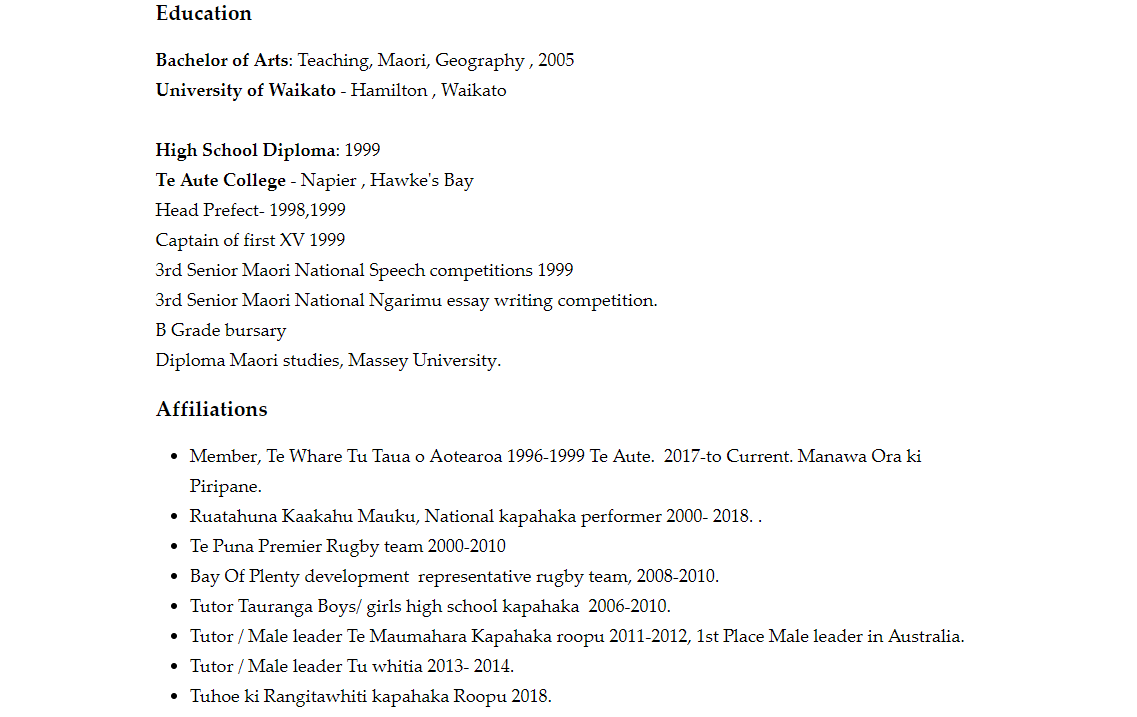 Education
Bachelor of Arts: Teaching, Maori, Geography , 2005
University of Waikato - Hamilton , Waikato
High School Diploma: 1999
Te Aute College - Napier , Hawke's Bay
Head Prefect- 1998,1999
Captain of first XV 1999
3rd Senior Maori National Speech competitions 1999
3rd Senior Maori National Ngarimu essay writing competition.
B Grade bursary
Diploma Maori studies, Massey University.
Affiliations
• Member, Te Whare Tu Taua o Aotearoa 1996-1999 Te Aute.  2017-to Current. Manawa Ora ki
Piripane.
• Ruatahuna Kaakahu Mauku, National kapahaka performer 2000- 2018. .
• Te Puna Premier Rugby team 2000-2010
• Bay Of Plenty development  representative rugby team, 2008-2010.
• Tutor Tauranga Boys/ girls high school kapahaka  2006-2010.
• Tutor / Male leader Te Maumahara Kapahaka roopu 2011-2012, 1st Place Male leader in Australia.
• Tutor / Male leader Tu whitia 2013- 2014.
• Tuhoe ki Rangitawhiti kapahaka Roopu 2018.